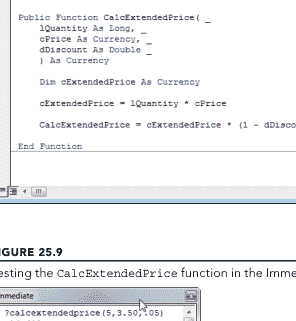 Public Function CalcExtendedPrice( _
lQuantity As Long, _
cPrice As Currency, _
dDiscount As Double _
) As Currency
Dim cExtendedPrice As Currency
cExtendedPrice = lQuantity * cPrice
CalcExtendedPrice = cExtendedPrice * (1 - dDisco
End Function
IGURE 25.9
esting the CalcExtendedPrice function in the Imme
mmediate
?calcextendedprice(5,3.50,.05)